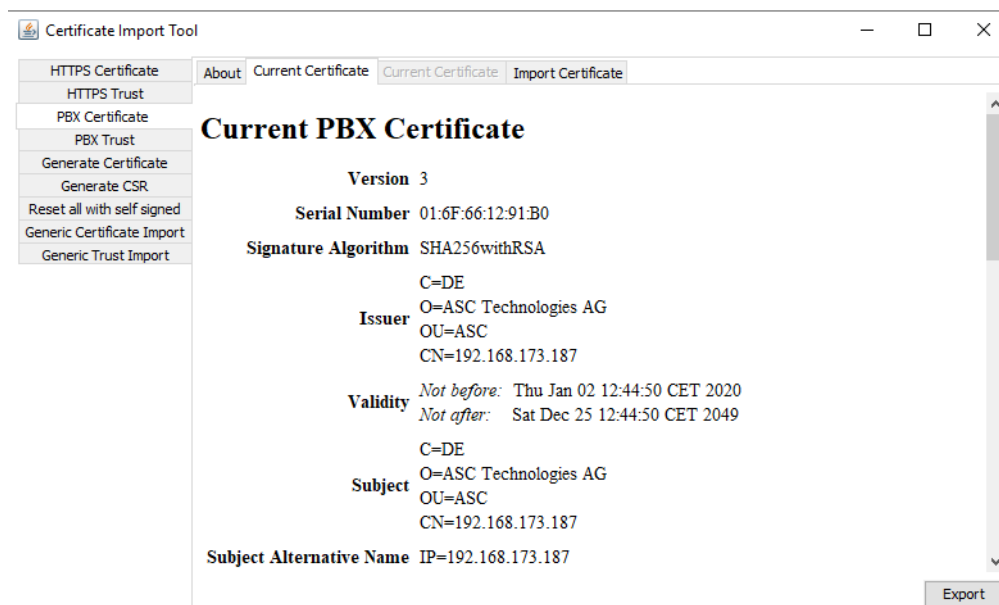 Certificate Import Tool
HTTPS Certificate
HTTPS Trust
PBX Certificate
PBX Trust
Generate Certificate
Generate CSR
Reset all with self signed
Generic Certificate Import
Generic Trust Import
About Current Certificate Current Certificate Import Certificate
Current PBX Certificate
Version 3
Serial Number 01:6F:66:12:91:B0
Signature Algorithm SHA256withRSA
Issuer C=DE
O=ASC Technologies AG
OU=ASC
CN=192.168.173.187
Validity Not before: Thu Jan 02 12:44:50 CET 2020
Not after: Sat Dec 25 12:44:50 CET 2049
Subject C=DE
O=ASC Technologies AG
OU=ASC
CN=192.168.173.187
Subject Alternative Name IP=192.168.173.187
Export